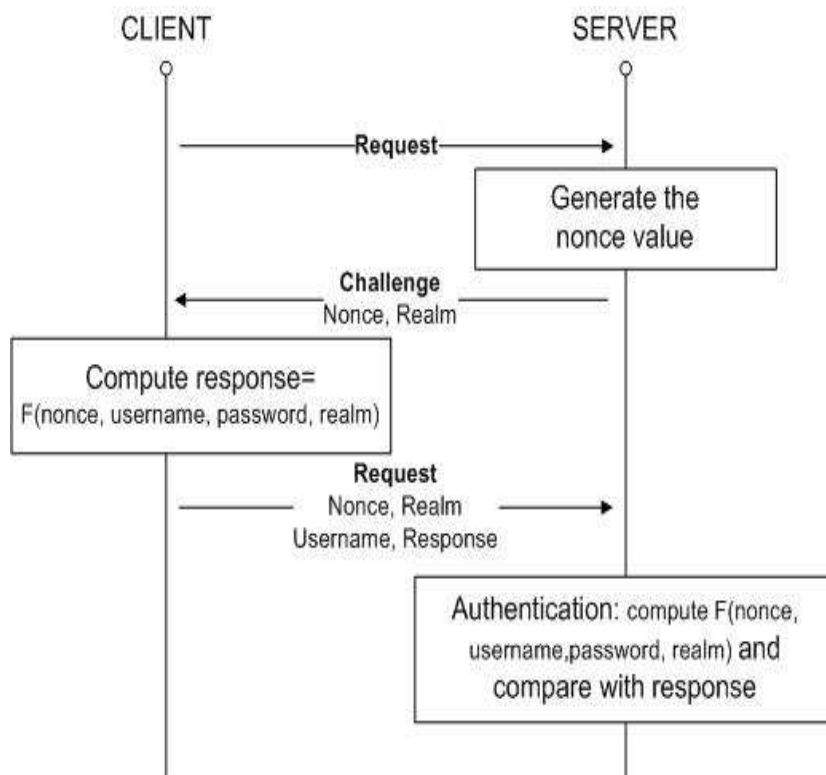 CLIENT
SERVER
Request
Generate the
nonce value
Challenge
Nonce, Realm
Compute response=
F(nonce, username, password, realm)
Request
Nonce, Realm
Username, Response
Authentication: compute F(nonce,
username,password, realm) and
compare with response